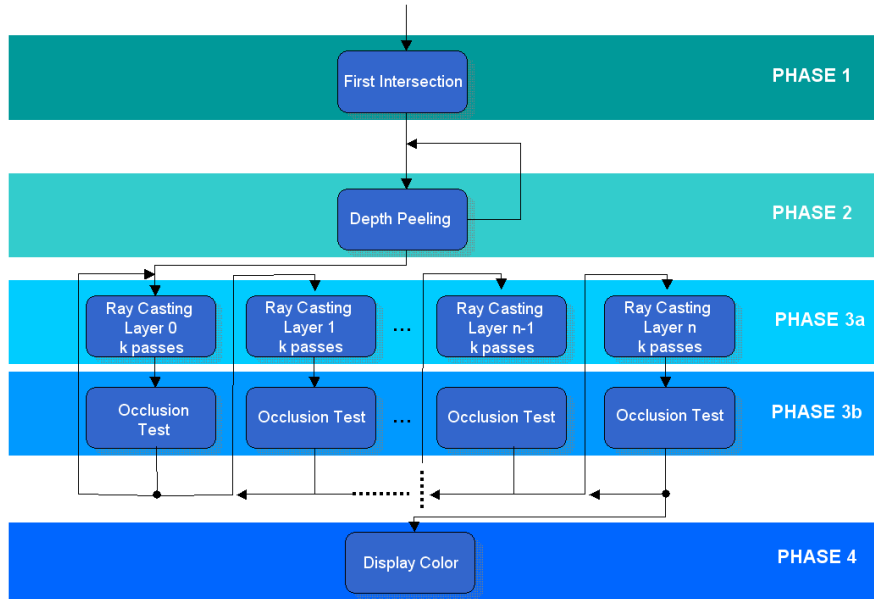 First Intersection
PHASE 1
Depth Peeling
PHASE 2
Ray Casting
Layer 0
k passes
Ray Casting
Layer 1
k passes
...
Ray Casting
Layer n-1
k passes
Ray Casting
Layer n
k passes
PHASE 3a
Occlusion
Test
Occlusion Test
...
Occlusion Test
Occlusion Test
PHASE 3b
Display Color
PHASE 4